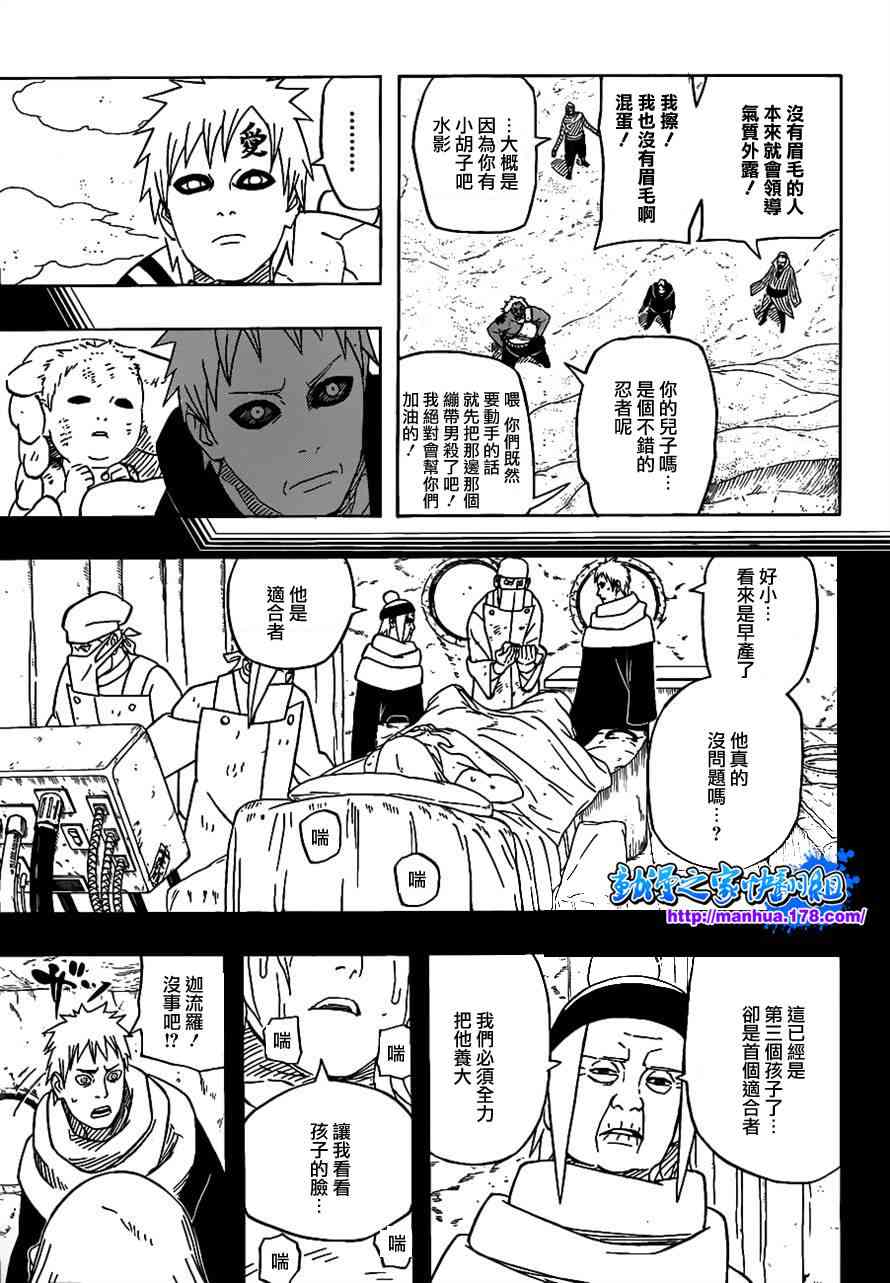 沒有眉毛的人
本來就會領導
氣質外露！
我擦！
我也沒有眉毛啊
混蛋！
…大概是
因為你有
小胡子吧
水影
你的兒子嗎…
是個不錯的
忍者呢
喂 你們既然
要動手的話
就先把那邊那個
繃帶男殺了吧！
我絕對會幫你們
加油的！
………
愛
好小…
看來是早產了
他真的
沒問題嗎…？
他是
適合者
喘
喘
動漫之家漢化組
http://manhua.178.com/
這已經是
第三個孩子了…
卻是首個適合者
我們必須全力
把他養大
喘
喘
喘
喘
讓我看看
孩子的臉…
ザッ
迦流羅！
沒事吧！？